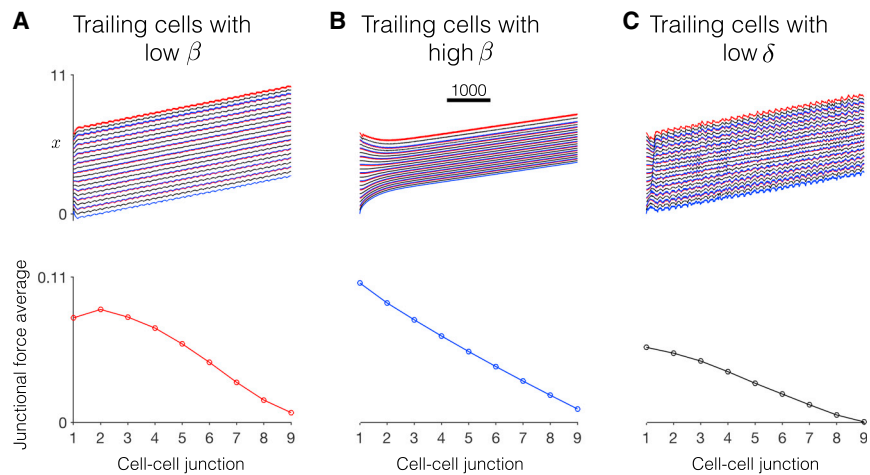 A
Trailing cells with
low β
B
Trailing cells with
high β
C
Trailing cells with
low δ
11
x
0
1000
Junctional force average
0.11
0
1 2 3 4 5 6 7 8 9
Cell-cell junction
1 2 3 4 5 6 7 8 9
Cell-cell junction
1 2 3 4 5 6 7 8 9
Cell-cell junction